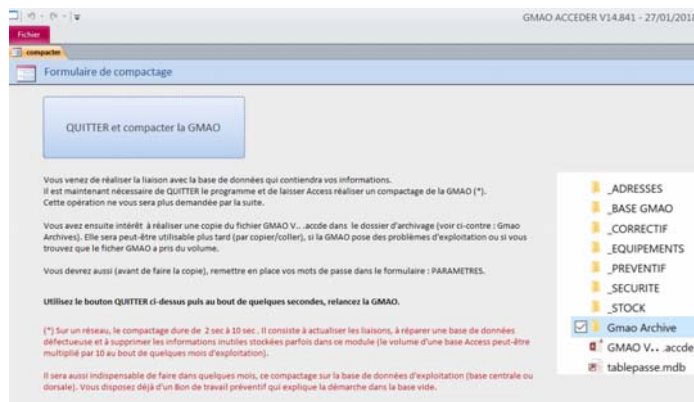 GMAO ACCEDER V14.841 - 27/01/2018
Fichier
compacter
Formulaire de compactage
QUITTER et compacter la GMAO
Vous venez de réaliser la liaison avec la base de données qui contiendra vos informations.
Il est maintenant nécessaire de QUITTER le programme et de laisser Access réaliser un compactage de la GMAO (*).
Cette opération ne vous sera plus demandée par la suite.
Vous avez ensuite intérêt à réaliser une copie du fichier GMAO V.. .accde dans le dossier d'archivage (voir ci-contre : Gmao
Archives). Elle sera peut-être utilisable plus tard (par copier/coller), si la GMAO pose des problèmes d'exploitation ou si vous
trouvez que le ficher GMAO a pris du volume.
Vous devrez aussi (avant de faire la copie), remettre en place vos mots de passe dans le formulaire : PARAMETRES.
Utilisez le bouton QUITTER ci-dessus puis au bout de quelques secondes, relancez la GMAO.
(*) Sur un réseau, le compactage dure de 2 sec à 10 sec . Il consiste à actualiser les liaisons, à réparer une base de données
défectueuse et à supprimer les informations inutiles stockées parfois dans ce module (le volume d'une base Access peut-être
multiplié par 10 au bout de quelques mois d'exploitation).
Il sera aussi indispensable de faire dans quelques mois, ce compactage sur la base de données d'exploitation (base centrale ou
dorsale). Vous disposez déjà d'un Bon de travail préventif qui explique la démarche dans la base vide.
_ADRESSES
_BASE GMAO
_CORRECTIF
_EQUIPEMENTS
_PREVENTIF
_SECURITE
_STOCK
Gmao Archive
GMAO V.. .accde
tablepasse.mdb